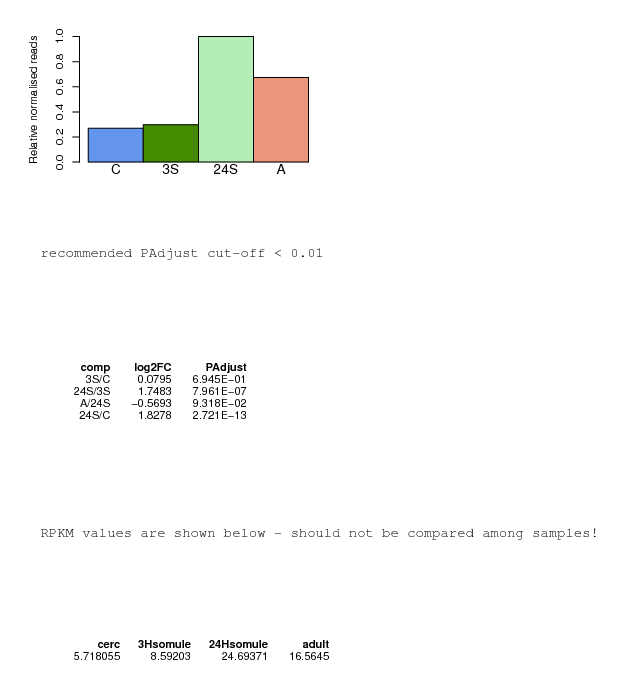 Relative normalised reads
1.0
0.8
0.6
0.4
0.2
0.0
C 3S 24S A
recommended PAdjust cut-off < 0.01
comp log2FC PAdjust
3S/C 0.0795 6.945E−01
24S/3S 1.7483 7.961E−07
A/24S −0.5693 9.318E−02
24S/C 1.8278 2.721E−13
RPKM values are shown below - should not be compared among samples!
cerc 3Hsomule 24Hsomule adult
5.718055 8.59203 24.69371 16.5645